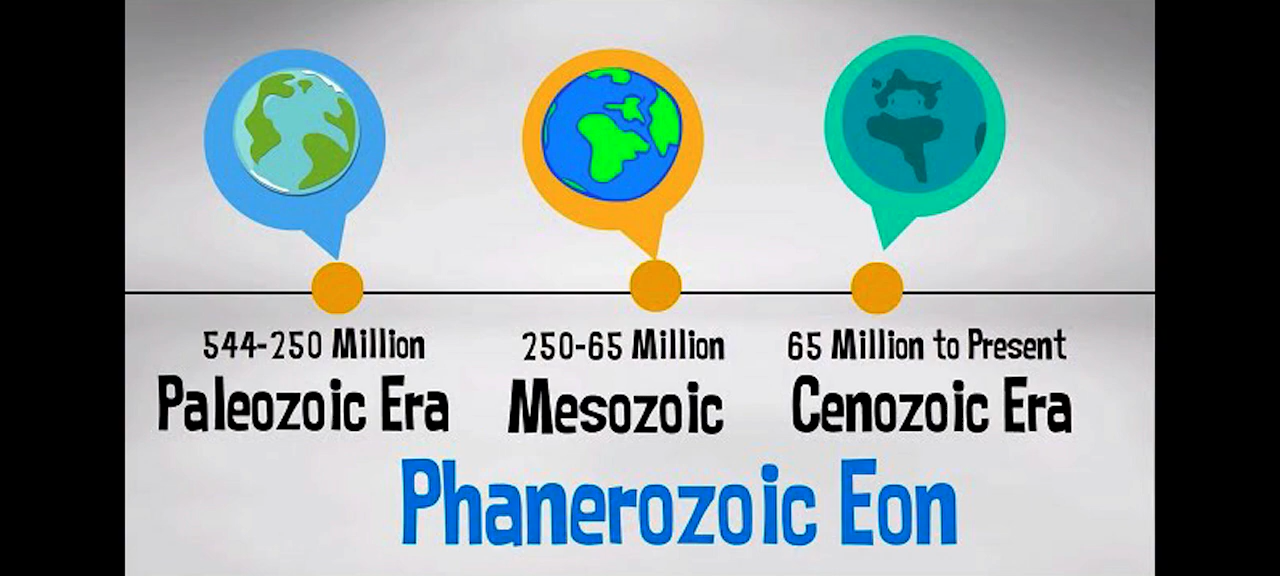 544-250 Million
Paleozoic Era
250-65 Million
Mesozoic
65 Million to Present
Cenozoic Era
Phanerozoic Eon